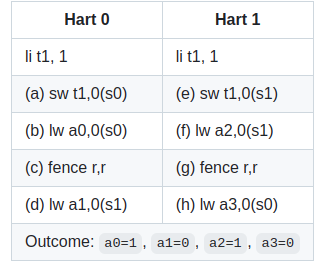 Hart 0 Hart 1
li t1, 1 li t1, 1
(a) sw t1,0(s0) (e) sw t1,0(s1)
(b) lw a0,0(s0) (f) lw a2,0(s1)
(c) fence r,r (g) fence r,r
(d) lw a1,0(s1) (h) lw a3,0(s0)
Outcome: a0=1 , a1=0 , a2=1 , a3=0